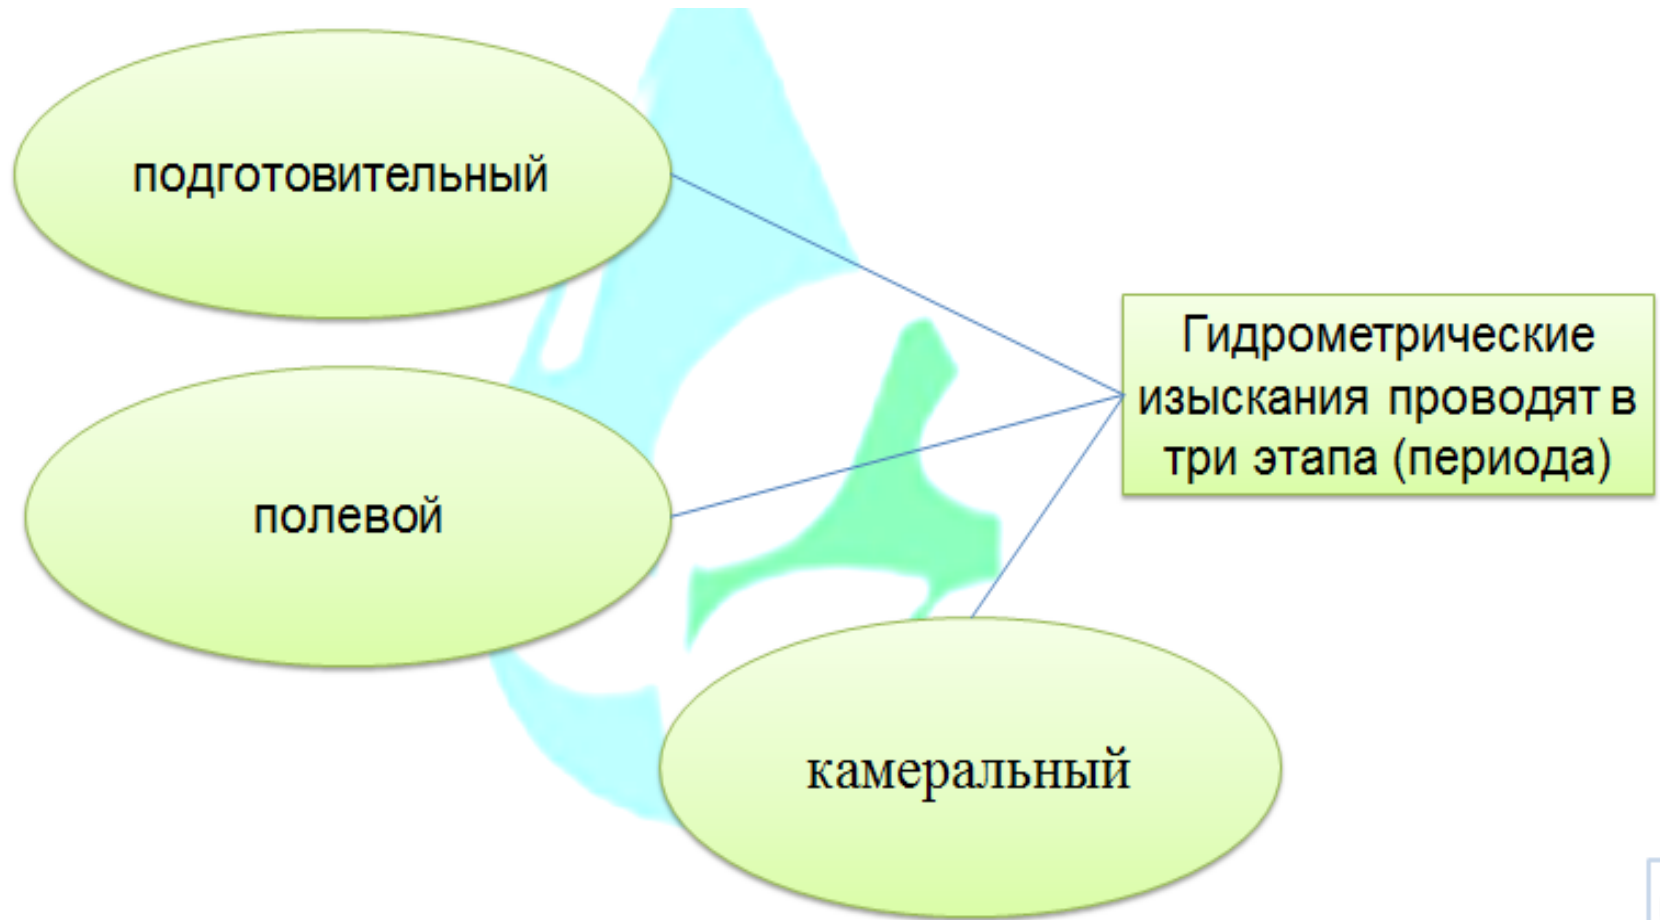 подготовительный
Гидрометрические
изыскания проводят в
три этапа (периода)
полевой
камеральный